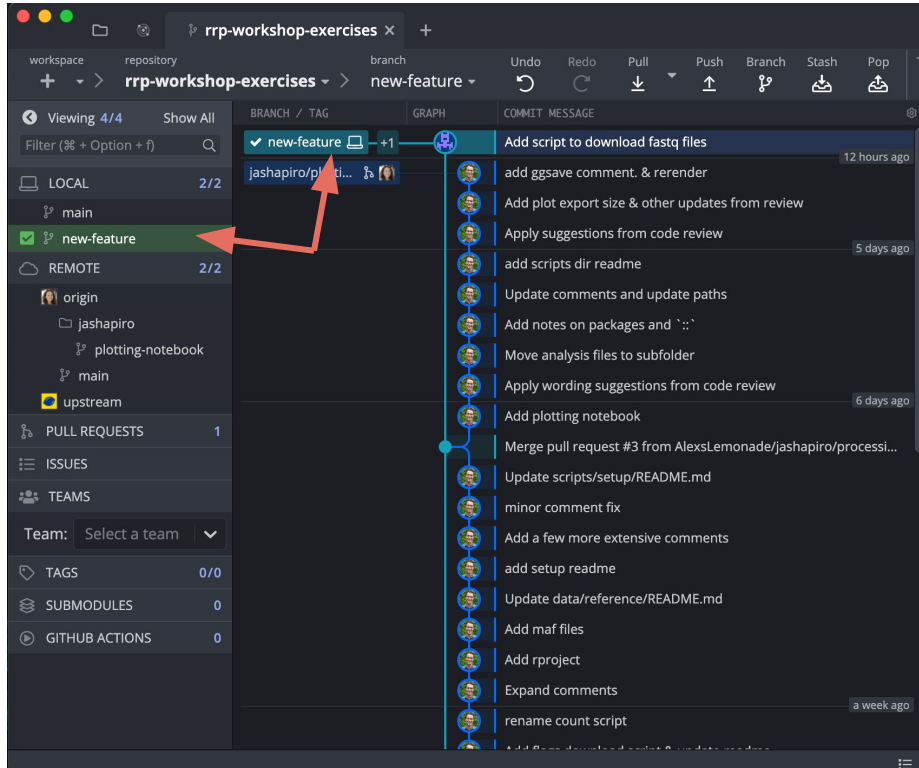 rrp-workshop-exercises
workspace
repository
branch
rrp-workshop-exercises
new-feature
Undo
Redo
Pull
Push
Branch
Stash
Pop
Viewing 4/4
Show All
Filter (⌘ + Option + f)
LOCAL 2/2
main
new-feature
REMOTE 2/2
origin
jashapiro
plotting-notebook
main
upstream
PULL REQUESTS 1
ISSUES
TEAMS
Team: Select a team
TAGS 0/0
SUBMODULES 0
GITHUB ACTIONS 0
BRANCH / TAG
GRAPH
COMMIT MESSAGE
new-feature +1
Add script to download fastq files
12 hours ago
add ggsave comment. & rerender
Add plot export size & other updates from review
Apply suggestions from code review
5 days ago
add scripts dir readme
Update comments and update paths
Add notes on packages and `::`
Move analysis files to subfolder
Apply wording suggestions from code review
6 days ago
Add plotting notebook
Merge pull request #3 from AlexsLemonade/jashapiro/processi...
Update scripts/setup/README.md
minor comment fix
Add a few more extensive comments
add setup readme
Update data/reference/README.md
Add maf files
Add rproject
Expand comments
a week ago
rename count script